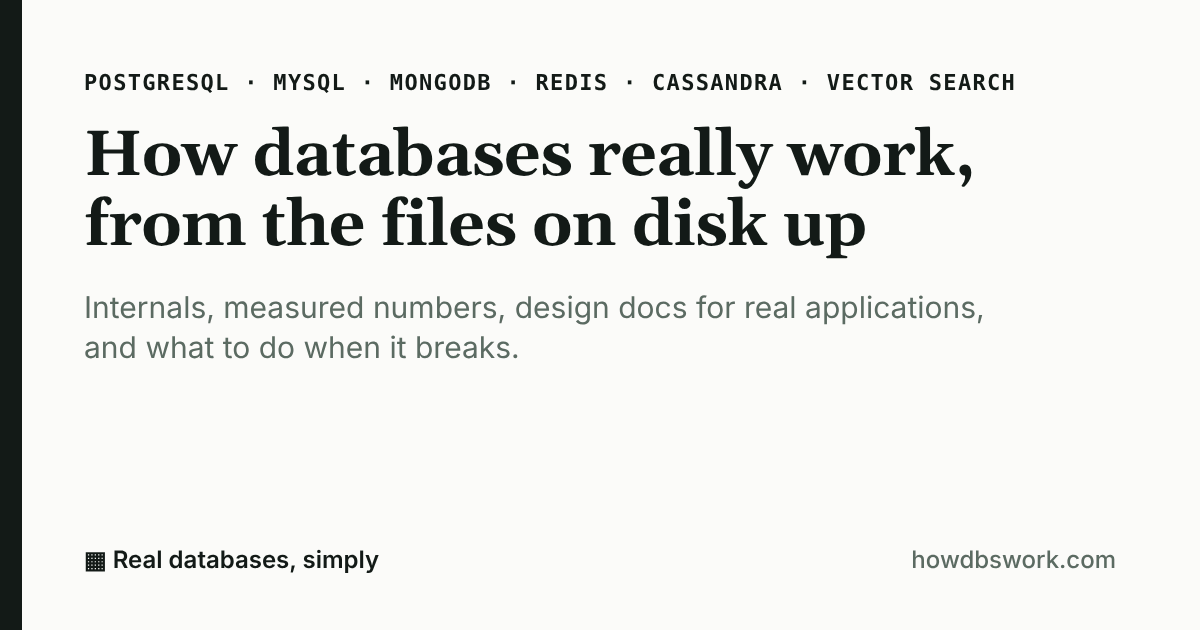 POSTGRESQL · MYSQL · MONGODB · REDIS · CASSANDRA · VECTOR SEARCH
How databases really work,
from the files on disk up
Internals, measured numbers, design docs for real applications,
and what to do when it breaks.
▦ Real databases, simply
howdbswork.com